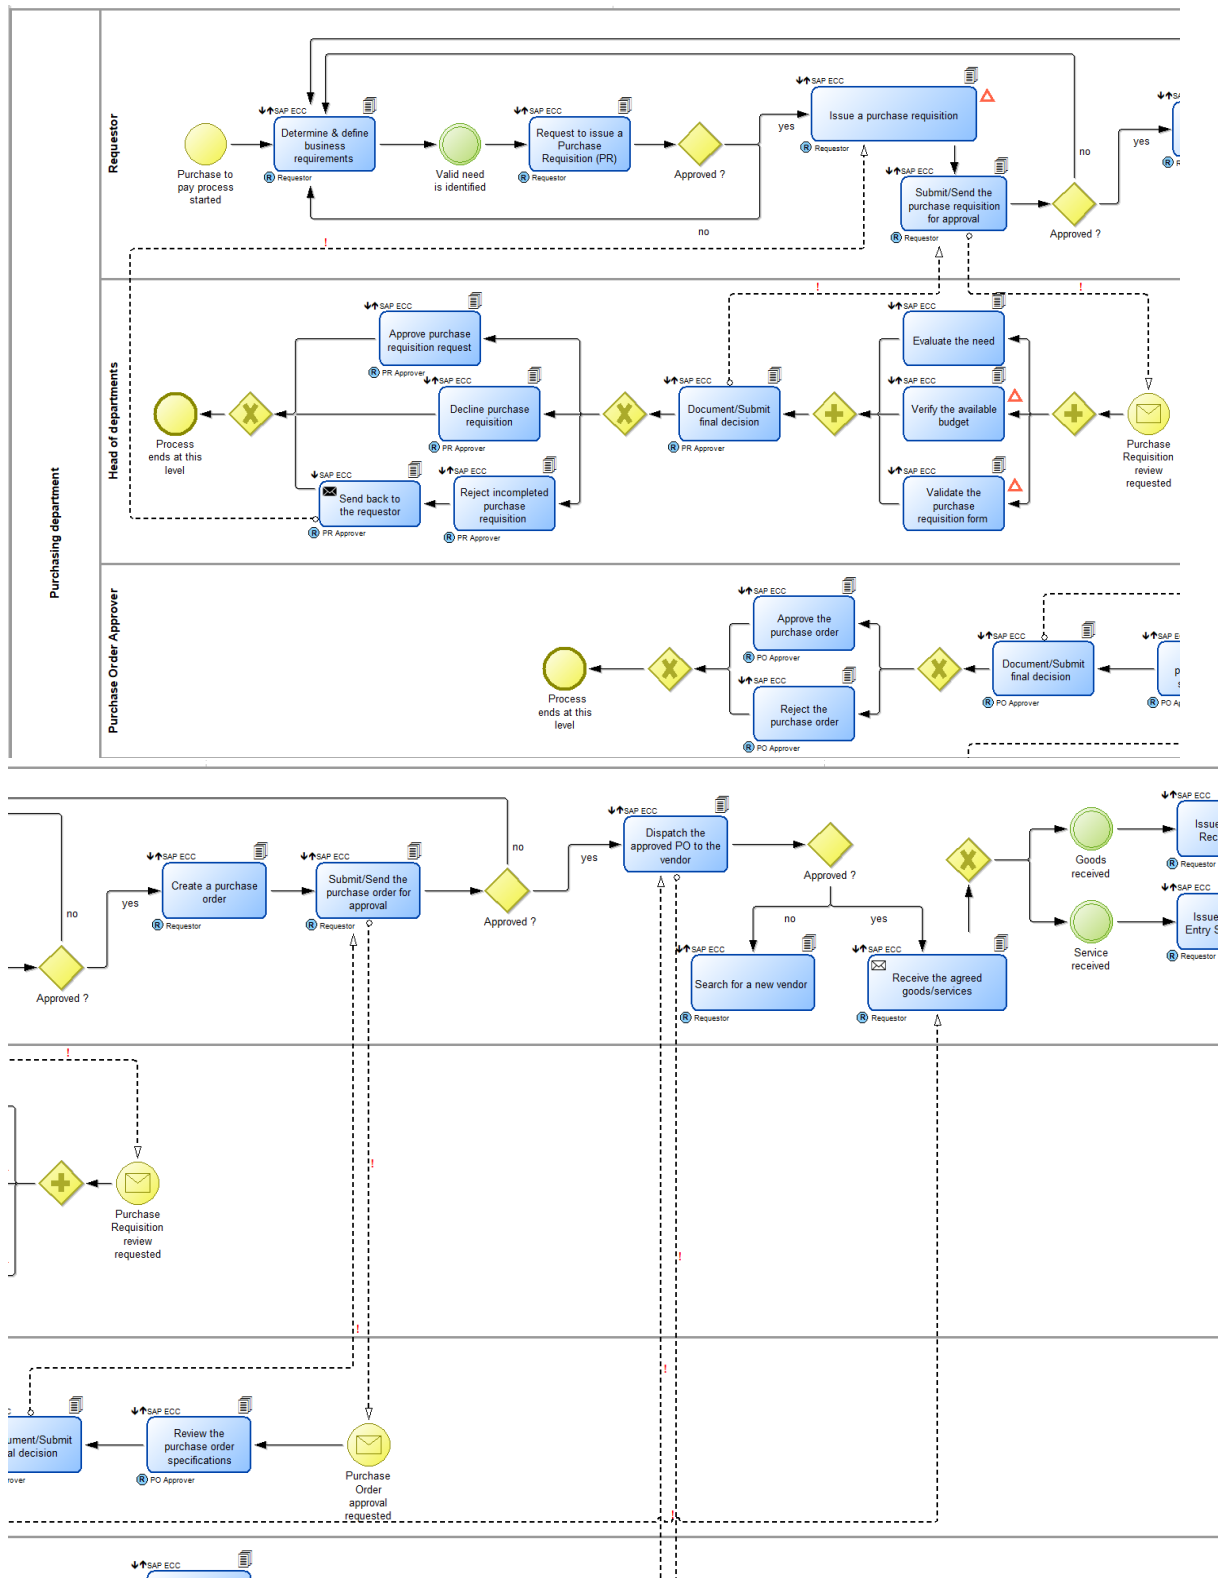 Purchasing department
Requestor
SAP ECC
Purchase to
pay process
started
Determine & define
business
requirements
Requestor
Valid need
is identified
SAP ECC
Request to issue a
Purchase
Requisition (PR)
Requestor
Approved ?
yes
no
SAP ECC
Issue a purchase requisition
Requestor
SAP ECC
Submit/Send the
purchase requisition
for approval
Requestor
no
Approved ?
yes
!
!
!
Head of departments
SAP ECC
Approve purchase
requisition request
PR Approver
SAP ECC
Decline purchase
requisition
PR Approver
SAP ECC
Send back to
the requestor
PR Approver
SAP ECC
Reject incompleted
purchase
requisition
PR Approver
Process
ends at this
level
SAP ECC
Document/Submit
final decision
PR Approver
SAP ECC
Evaluate the need
SAP ECC
Verify the available
budget
SAP ECC
Validate the
purchase
requisition form
Purchase
Requisition
review
requested
Purchase Order Approver
SAP ECC
Approve the
purchase order
PO Approver
SAP ECC
Reject the
purchase order
PO Approver
Process
ends at this
level
SAP ECC
Document/Submit
final decision
PO Approver
no
Approved ?
yes
SAP ECC
Create a purchase
order
Requestor
SAP ECC
Submit/Send the
purchase order for
approval
Requestor
no
Approved ?
yes
SAP ECC
Dispatch the
approved PO to the
vendor
Approved ?
no
yes
SAP ECC
Search for a new vendor
Requestor
SAP ECC
Receive the agreed
goods/services
Requestor
Goods
received
Service
received
SAP ECC
Issue
Rec
Requestor
SAP ECC
Issue
Entry S
Requestor
!
Purchase
Requisition
review
requested
!
!
!
!
ument/Submit
al decision
rover
SAP ECC
Review the
purchase order
specifications
PO Approver
Purchase
Order
approval
requested
!
SAP ECC